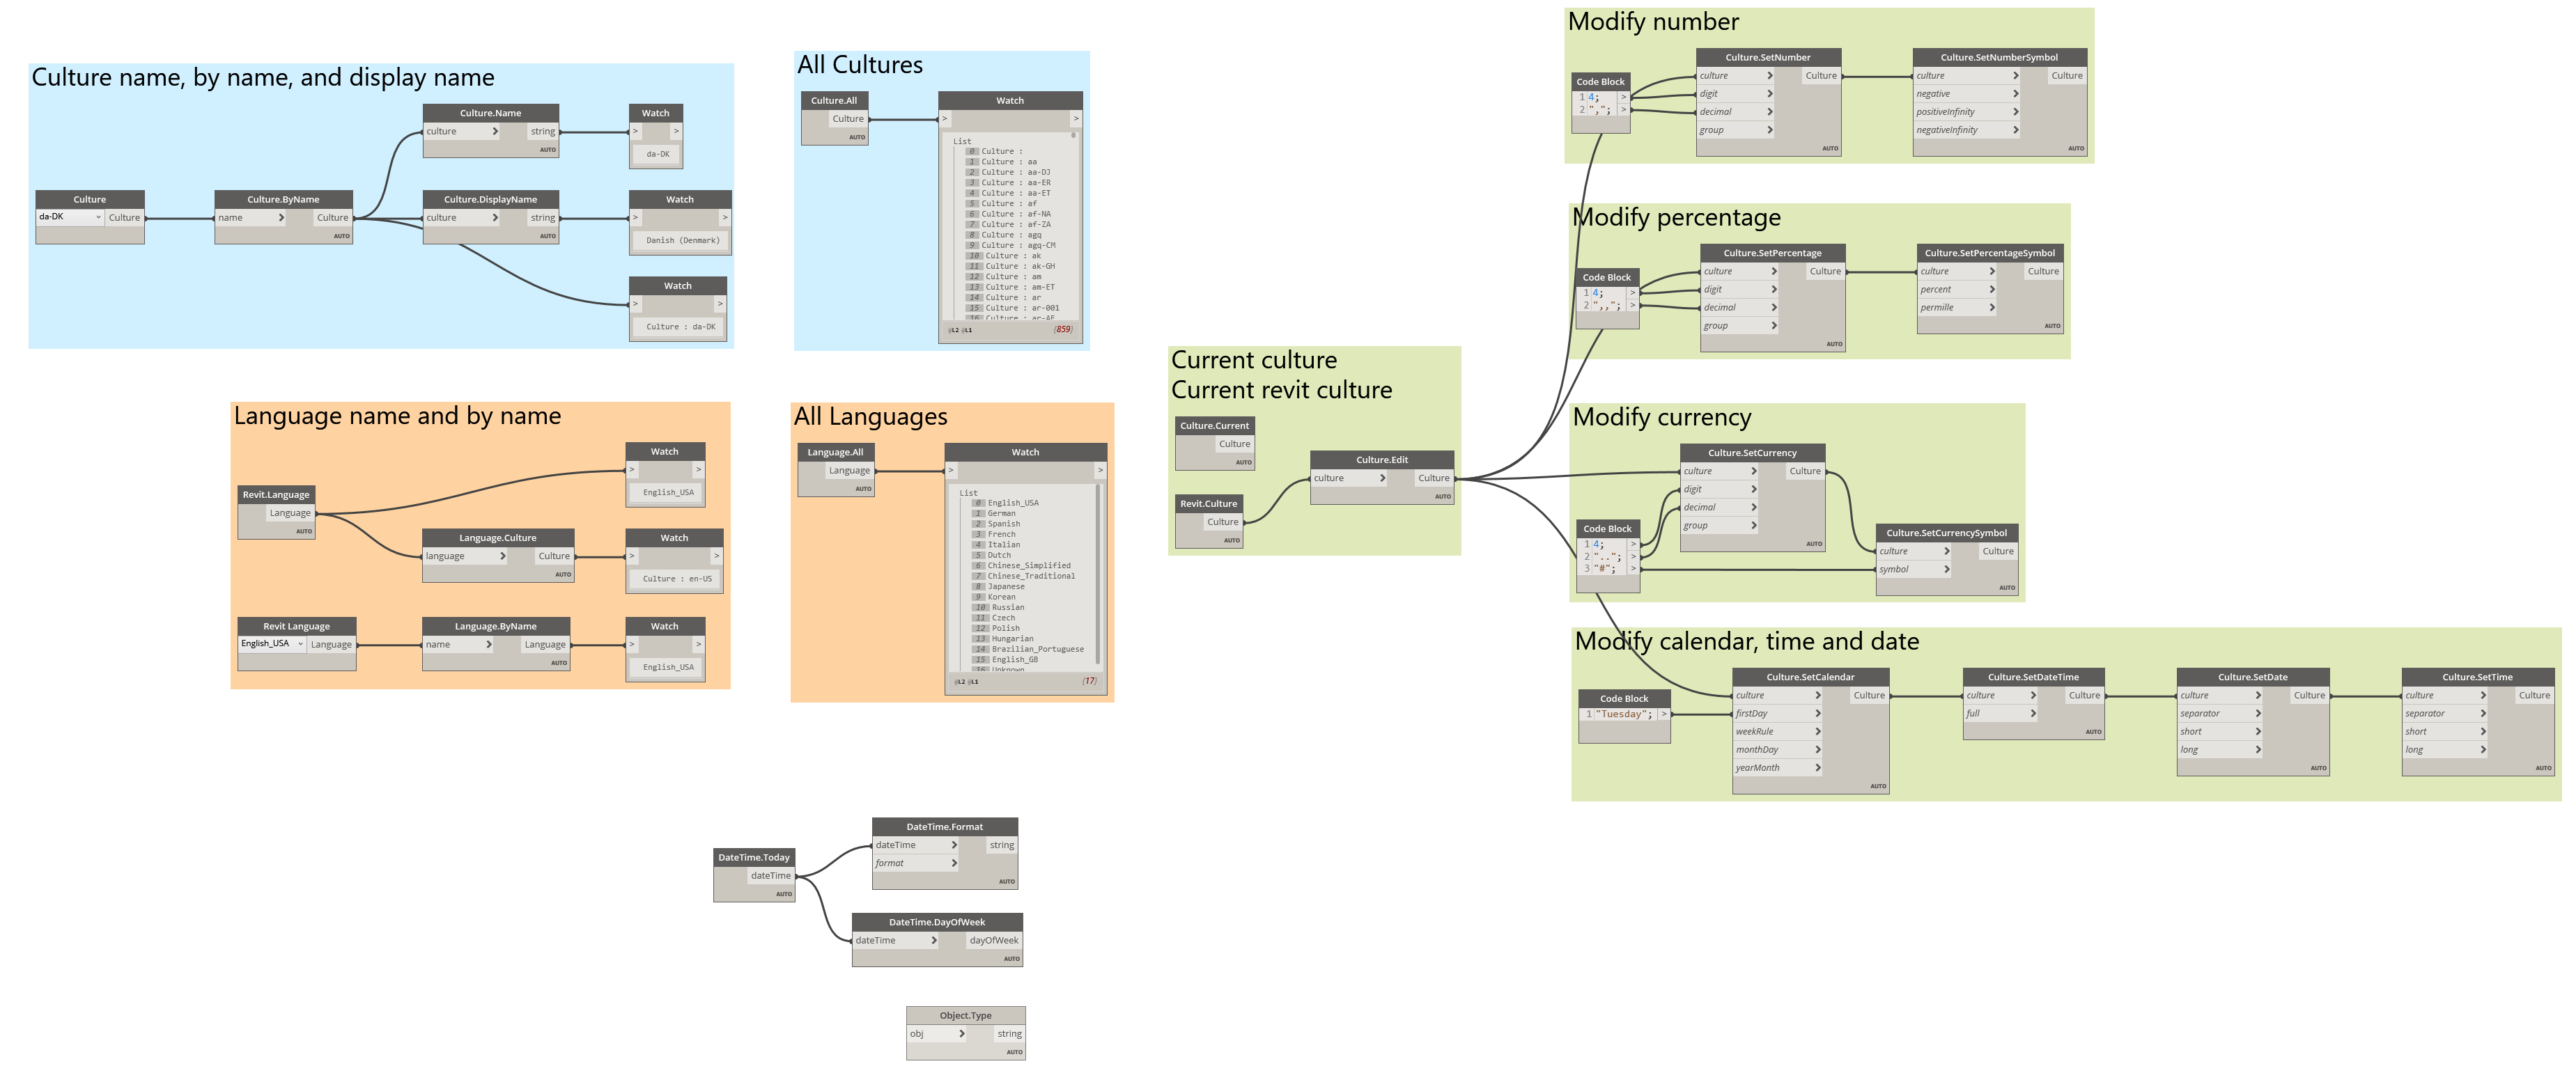 Culture name, by name, and display name
Culture
da-DK
Culture
AUTO
Culture.ByName
name
Culture
AUTO
Culture.Name
culture
string
AUTO
Watch
>
>
da-DK
Culture.DisplayName
culture
string
AUTO
Watch
>
>
Danish (Denmark)
Watch
>
>
Culture : da-DK
All Cultures
Culture.All
Culture
AUTO
Watch
>
>
List
0 Culture :
1 Culture : aa
2 Culture : aa-DJ
3 Culture : aa-ER
4 Culture : aa-ET
5 Culture : af
6 Culture : af-NA
7 Culture : af-ZA
8 Culture : agq
9 Culture : agq-CM
10 Culture : ak
11 Culture : ak-GH
12 Culture : am
13 Culture : am-ET
14 Culture : ar
15 Culture : ar-001
16 Culture : ar-AE
@L2 @L1
{859}
Language name and by name
Revit.Language
Language
AUTO
Watch
>
>
English_USA
Language.Culture
language
Culture
AUTO
Watch
>
>
Culture : en-US
Revit Language
English_USA
Language
AUTO
Language.ByName
name
Language
AUTO
Watch
>
>
English_USA
All Languages
Language.All
Language
AUTO
Watch
>
>
List
0 English_USA
1 German
2 Spanish
3 French
4 Italian
5 Dutch
6 Chinese_Simplified
7 Chinese_Traditional
8 Japanese
9 Korean
10 Russian
11 Czech
12 Polish
13 Hungarian
14 Brazilian_Portuguese
15 English_GB
16 Unknown
@L2 @L1
{17}
Current culture
Current revit culture
Culture.Current
Culture
AUTO
Revit.Culture
Culture
AUTO
Culture.Edit
culture
Culture
AUTO
Modify number
Code Block
1 4; >
2 ","; >
Culture.SetNumber
culture
Culture
digit
decimal
group
AUTO
Culture.SetNumberSymbol
culture
Culture
negative
positiveInfinity
negativeInfinity
AUTO
Modify percentage
Code Block
1 4; >
2 ",,"; >
Culture.SetPercentage
culture
Culture
digit
decimal
group
AUTO
Culture.SetPercentageSymbol
culture
Culture
percent
permille
AUTO
Modify currency
Code Block
1 4; >
2 ".."; >
3 "#"; >
Culture.SetCurrency
culture
Culture
digit
decimal
group
AUTO
Culture.SetCurrencySymbol
culture
Culture
symbol
AUTO
Modify calendar, time and date
Code Block
1 "Tuesday"; >
Culture.SetCalendar
culture
Culture
firstDay
weekRule
monthDay
yearMonth
AUTO
Culture.SetDateTime
culture
Culture
full
AUTO
Culture.SetDate
culture
Culture
separator
short
long
AUTO
Culture.SetTime
culture
Culture
separator
short
long
AUTO
DateTime.Today
dateTime
AUTO
DateTime.Format
dateTime
string
format
AUTO
DateTime.DayOfWeek
dateTime
dayOfWeek
AUTO
Object.Type
obj
string
AUTO